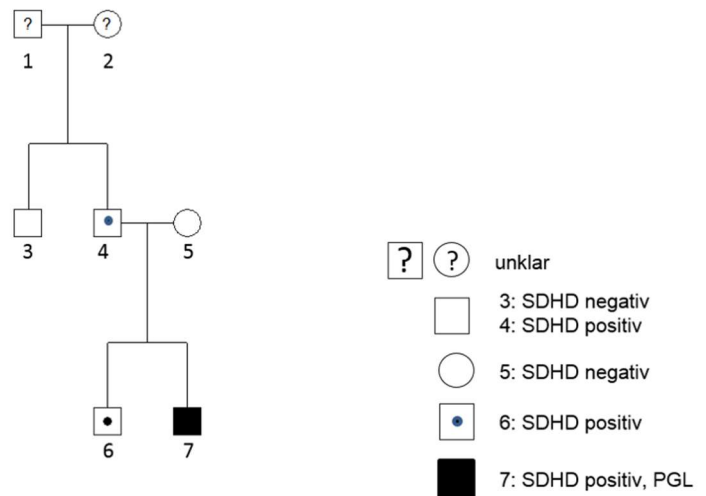 ? ?
1 2
3 4 5
6 7
? ? unklar
3: SDHD negativ
4: SDHD positiv
5: SDHD negativ
6: SDHD positiv
7: SDHD positiv, PGL